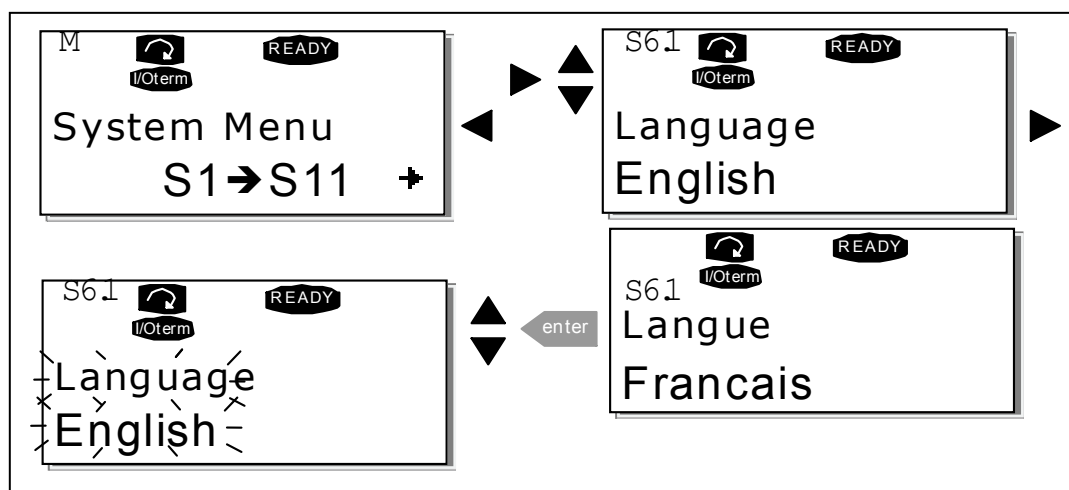 M
READY
I/Oterm
System Menu
S1➔S11
S6.1
READY
I/Oterm
Language
English
S6.1
READY
I/Oterm
Language
English
enter
READY
I/Oterm
S6.1
Langue
Francais